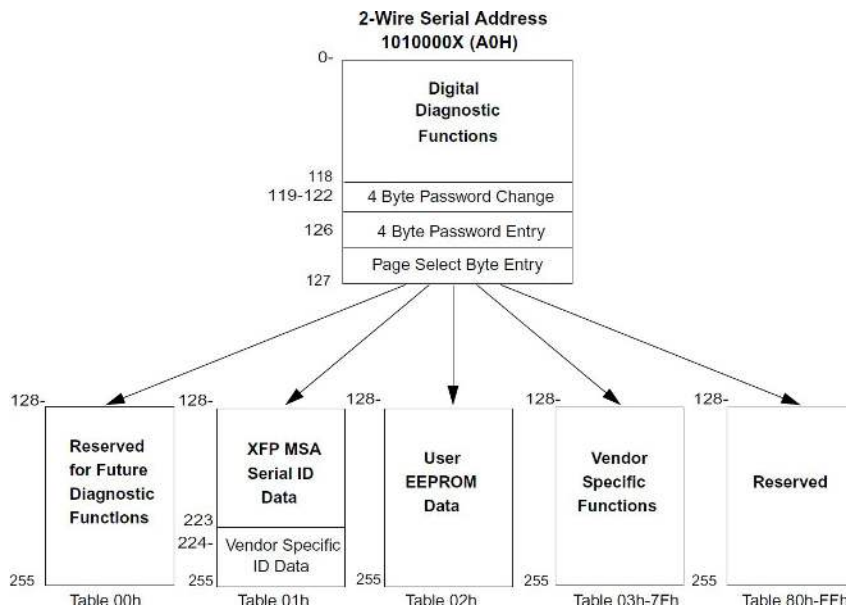 2-Wire Serial Address
1010000X (A0H)
0-
Digital
Diagnostic
Functions
118
119-122
4 Byte Password Change
126
4 Byte Password Entry
Page Select Byte Entry
127
128-
Reserved
for Future
Diagnostic
Functions
255
Table 00h
128-
XFP MSA
Serial ID
Data
223
224-
Vendor Specific
ID Data
255
Table 01h
128-
User
EEPROM
Data
255
Table 02h
128-
Vendor
Specific
Functions
255
Table 03h-7Fh
128-
Reserved
255
Table 80h-FFh